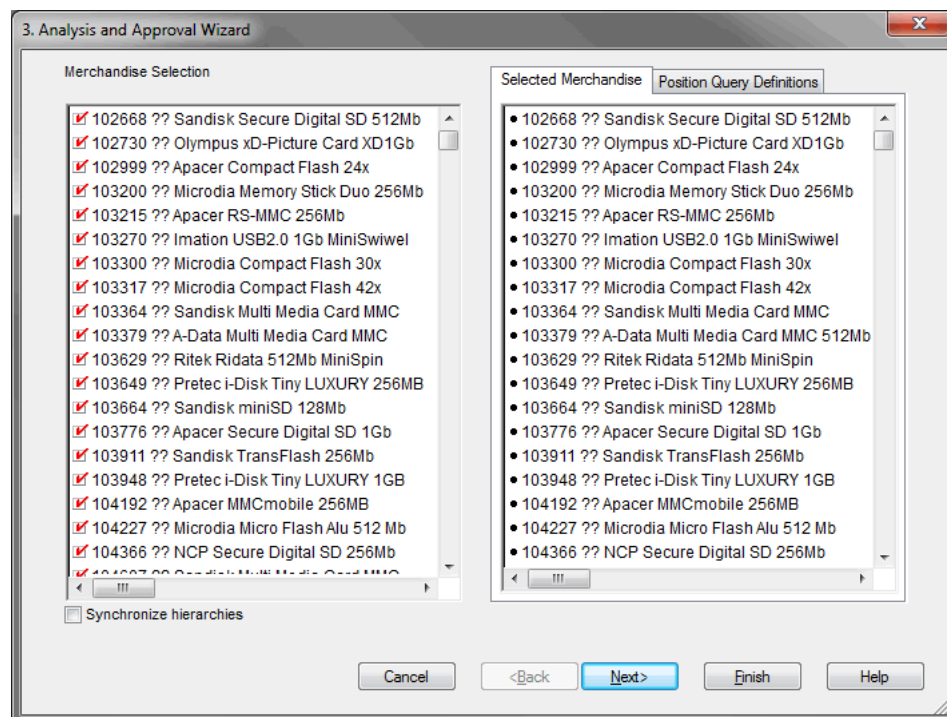 3. Analysis and Approval Wizard
Merchandise Selection
102668 ?? Sandisk Secure Digital SD 512Mb
102730 ?? Olympus xD-Picture Card XD1Gb
102999 ?? Apacer Compact Flash 24x
103200 ?? Microdia Memory Stick Duo 256Mb
103215 ?? Apacer RS-MMC 256Mb
103270 ?? Imation USB2.0 1Gb MiniSwiwel
103300 ?? Microdia Compact Flash 30x
103317 ?? Microdia Compact Flash 42x
103364 ?? Sandisk Multi Media Card MMC
103379 ?? A-Data Multi Media Card MMC
103629 ?? Ritek Ridata 512Mb MiniSpin
103649 ?? Pretec i-Disk Tiny LUXURY 256MB
103664 ?? Sandisk miniSD 128Mb
103776 ?? Apacer Secure Digital SD 1Gb
103911 ?? Sandisk TransFlash 256Mb
103948 ?? Pretec i-Disk Tiny LUXURY 1GB
104192 ?? Apacer MMCmobile 256MB
104227 ?? Microdia Micro Flash Alu 512 Mb
104366 ?? NCP Secure Digital SD 256Mb
Synchronize hierarchies
Selected Merchandise
Position Query Definitions
102668 ?? Sandisk Secure Digital SD 512Mb
102730 ?? Olympus xD-Picture Card XD1Gb
102999 ?? Apacer Compact Flash 24x
103200 ?? Microdia Memory Stick Duo 256Mb
103215 ?? Apacer RS-MMC 256Mb
103270 ?? Imation USB2.0 1Gb MiniSwiwel
103300 ?? Microdia Compact Flash 30x
103317 ?? Microdia Compact Flash 42x
103364 ?? Sandisk Multi Media Card MMC
103379 ?? A-Data Multi Media Card MMC 512Mb
103629 ?? Ritek Ridata 512Mb MiniSpin
103649 ?? Pretec i-Disk Tiny LUXURY 256MB
103664 ?? Sandisk miniSD 128Mb
103776 ?? Apacer Secure Digital SD 1Gb
103911 ?? Sandisk TransFlash 256Mb
103948 ?? Pretec i-Disk Tiny LUXURY 1GB
104192 ?? Apacer MMCmobile 256MB
104227 ?? Microdia Micro Flash Alu 512 Mb
104366 ?? NCP Secure Digital SD 256Mb
Cancel
<Back
Next>
Finish
Help